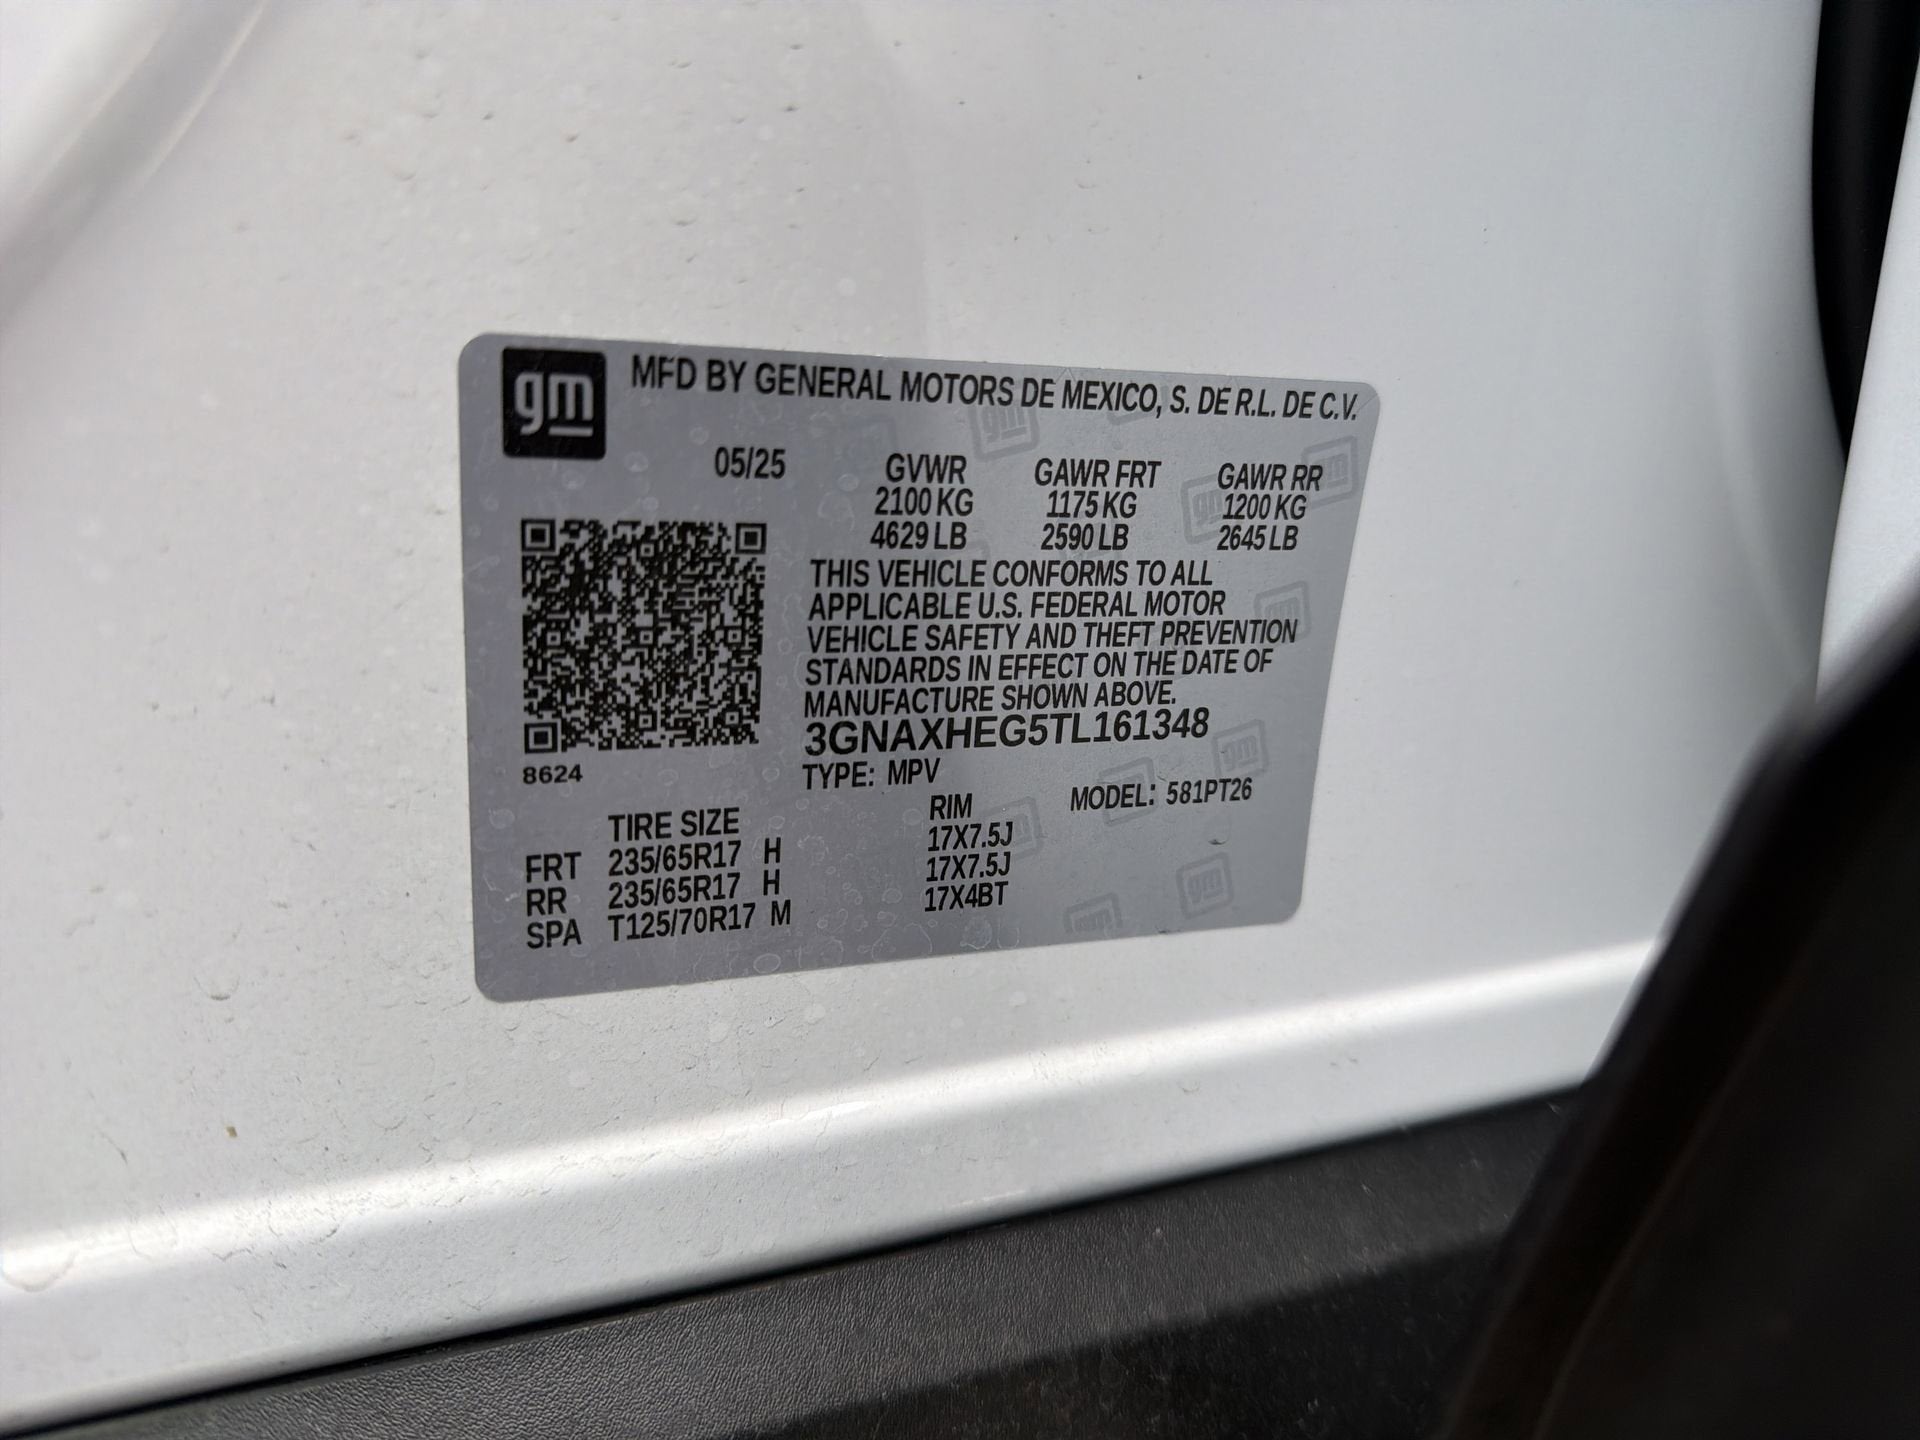 gm MFD BY GENERAL MOTORS DE MEXICO, S. DE R.L. DE C.V.
05/25 GVWR GAWR FRT GAWR RR
2100 KG 1175 KG 1200 KG
4629 LB 2590 LB 2645 LB
THIS VEHICLE CONFORMS TO ALL
APPLICABLE U.S. FEDERAL MOTOR
VEHICLE SAFETY AND THEFT PREVENTION
STANDARDS IN EFFECT ON THE DATE OF
MANUFACTURE SHOWN ABOVE.
3GNAXHEG5TL161348
8624
TYPE: MPV MODEL: 581PT26
TIRE SIZE RIM
FRT 235/65R17 H 17X7.5J
RR 235/65R17 H 17X7.5J
SPA T125/70R17 M 17X4BT